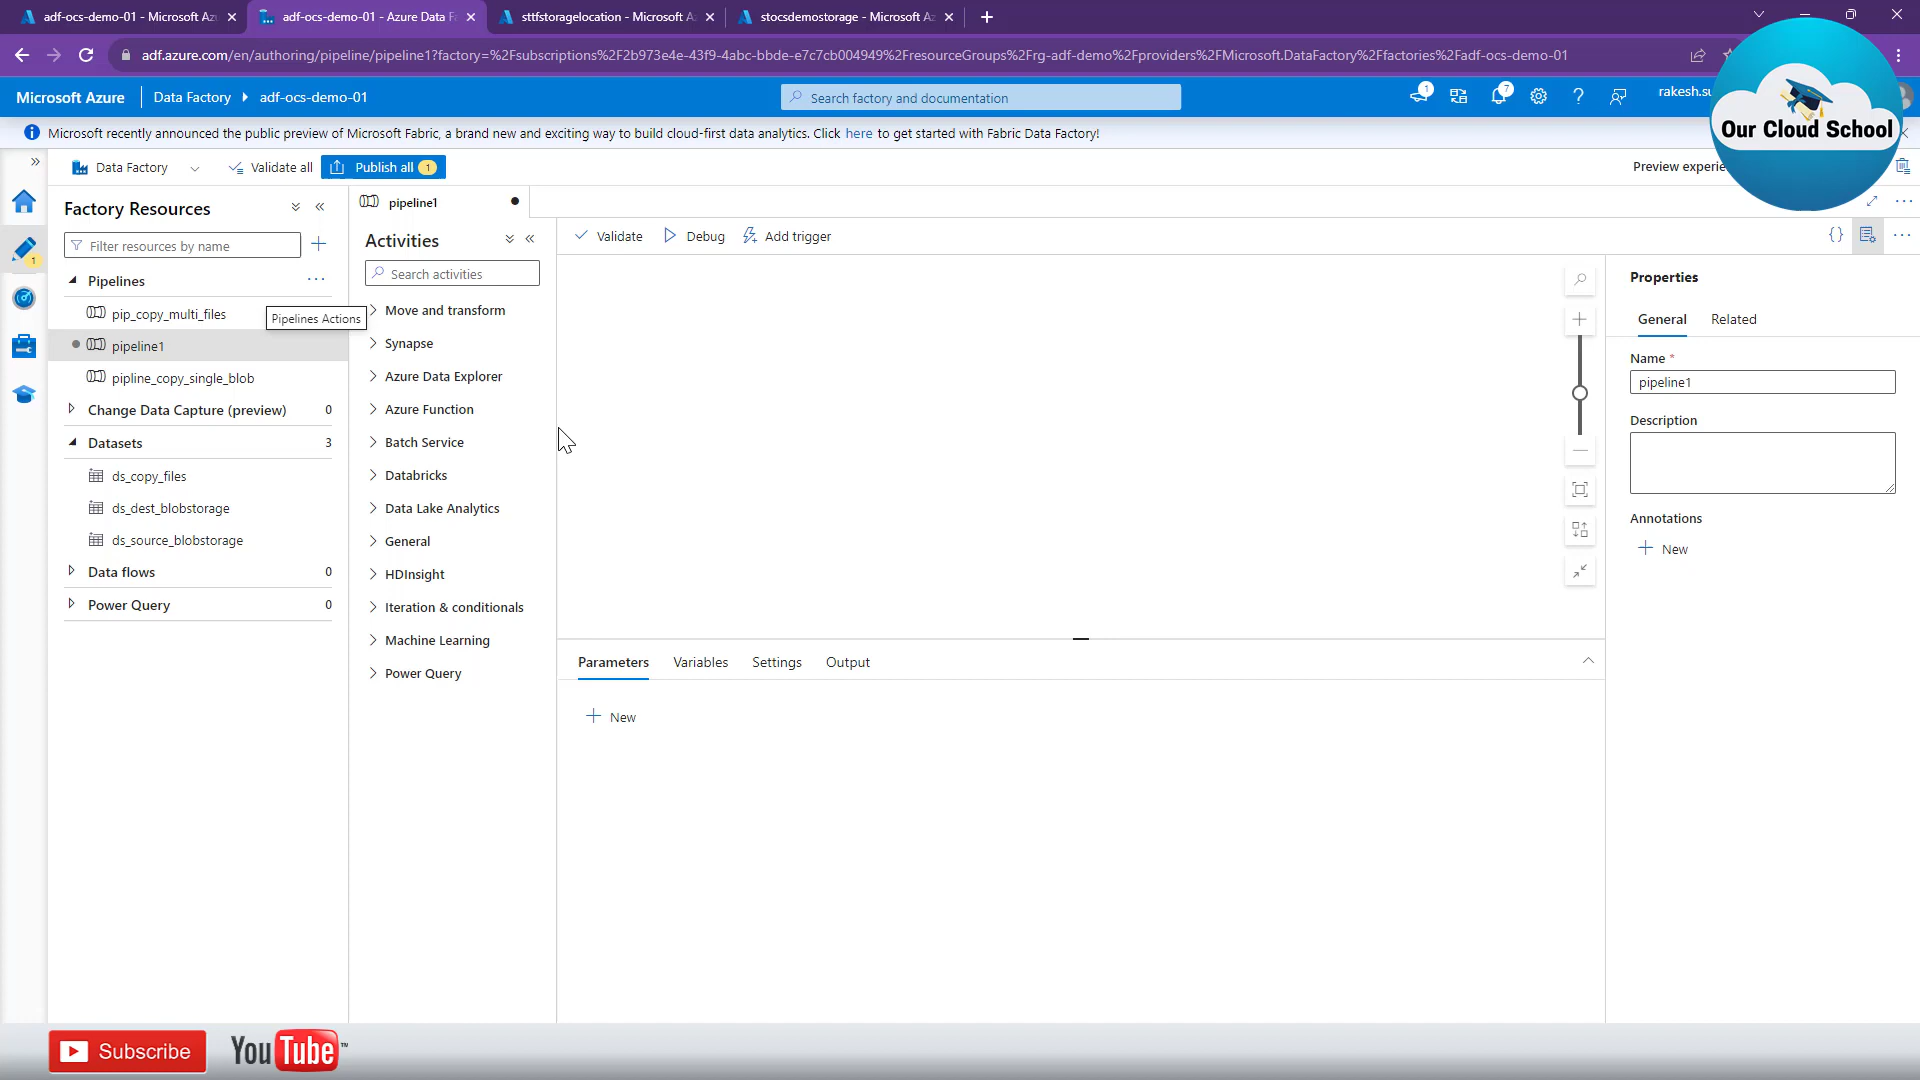 adf-ocs-demo-01 - Microsoft Az
adf-ocs-demo-01 - Azure Data F
sttfstoragelocation - Microsoft A
stocsdemostorage - Microsoft Az
adf.azure.com/en/authoring/pipeline/pipeline1?factory=%2Fsubscriptions%2F2b973e4e-43f9-4abc-bbde-e7c7cb004949%2FresourceGroups%2Frg-adf-demo%2Fproviders%2FMicrosoft.DataFactory%2Ffactories%2Fadf-ocs-demo-01
Microsoft Azure
Data Factory
adf-ocs-demo-01
Search factory and documentation
1
7
rakesh.su
Our Cloud School
Microsoft recently announced the public preview of Microsoft Fabric, a brand new and exciting way to build cloud-first data analytics. Click here to get started with Fabric Data Factory!
Data Factory
Validate all
Publish all 1
Preview experie
Factory Resources
Filter resources by name
1
Pipelines
pip_copy_multi_files
Pipelines Actions
pipeline1
pipline_copy_single_blob
Change Data Capture (preview) 0
Datasets 3
ds_copy_files
ds_dest_blobstorage
ds_source_blobstorage
Data flows 0
Power Query 0
pipeline1
Activities
Search activities
Move and transform
Synapse
Azure Data Explorer
Azure Function
Batch Service
Databricks
Data Lake Analytics
General
HDInsight
Iteration & conditionals
Machine Learning
Power Query
Validate
Debug
Add trigger
Parameters
Variables
Settings
Output
New
Properties
General
Related
Name *
pipeline1
Description
Annotations
New
Subscribe
YouTube™